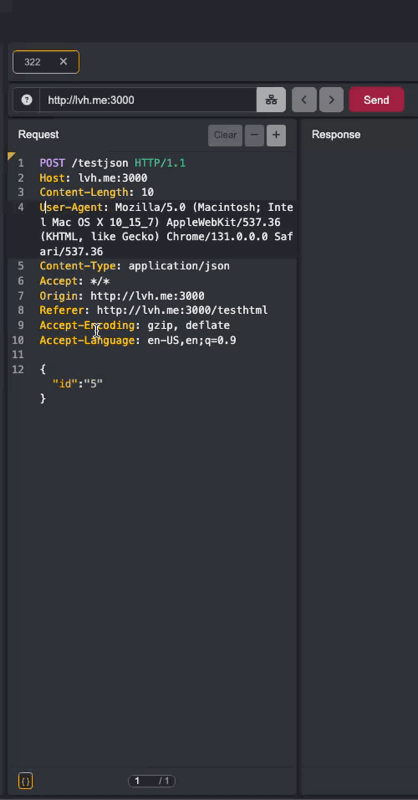 322
http://lvh.me:3000
Send
Request
Clear
Response
1 POST /testjson HTTP/1.1
2 Host: lvh.me:3000
3 Content-Length: 10
4 User-Agent: Mozilla/5.0 (Macintosh; Inte
l Mac OS X 10_15_7) AppleWebKit/537.36
(KHTML, like Gecko) Chrome/131.0.0.0 Saf
ari/537.36
5 Content-Type: application/json
6 Accept: */*
7 Origin: http://lvh.me:3000
8 Referer: http://lvh.me:3000/testhtml
9 Accept-Encoding: gzip, deflate
10 Accept-Language: en-US,en;q=0.9
11
12 {
"id":"5"
}
{} 1 / 1